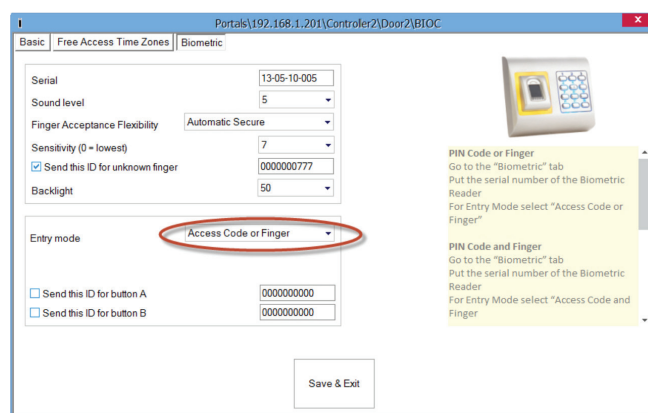 Portals\192.168.1.201\Controller2\Door2\BIOC
x
Basic Free Access Time Zones Biometric
Serial 13-05-10-005
Sound level 5
Finger Acceptance Flexibility Automatic Secure
Sensitivity (0 = lowest) 7
Send this ID for unknown finger 0000000777
Backlight 50
Entry mode Access Code or Finger
Send this ID for button A 0000000000
Send this ID for button B 0000000000
Save & Exit
PIN Code or Finger
Go to the “Biometric” tab
Put the serial number of the Biometric
Reader
For Entry Mode select “Access Code or
Finger”
PIN Code and Finger
Go to the “Biometric” tab
Put the serial number of the Biometric
Reader
For Entry Mode select “Access Code and
Finger